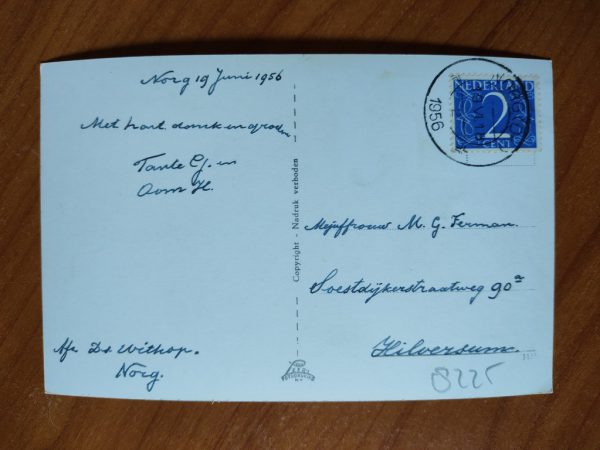 Norg 19 Juni 1956
Met hart. dank en groeten
Tante G. en
Oom H.
Afz. Ds. Withop.
Norg.
Copyright - Nadruk verboden
NEDERLAND
2
CENT
1956
Mejuffrouw M. G. Ferman.
Soestdijkerstraatweg 90a
Hilversum.
8225